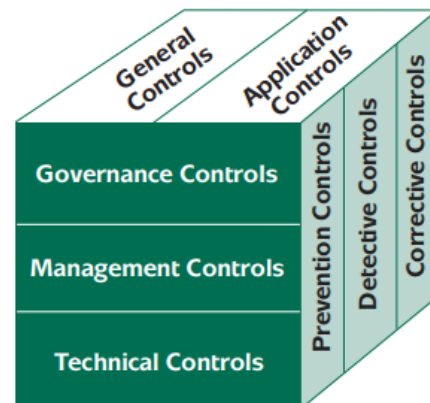 General
Controls
Application
Controls
Governance Controls
Management Controls
Technical Controls
Prevention Controls
Detective Controls
Corrective Controls